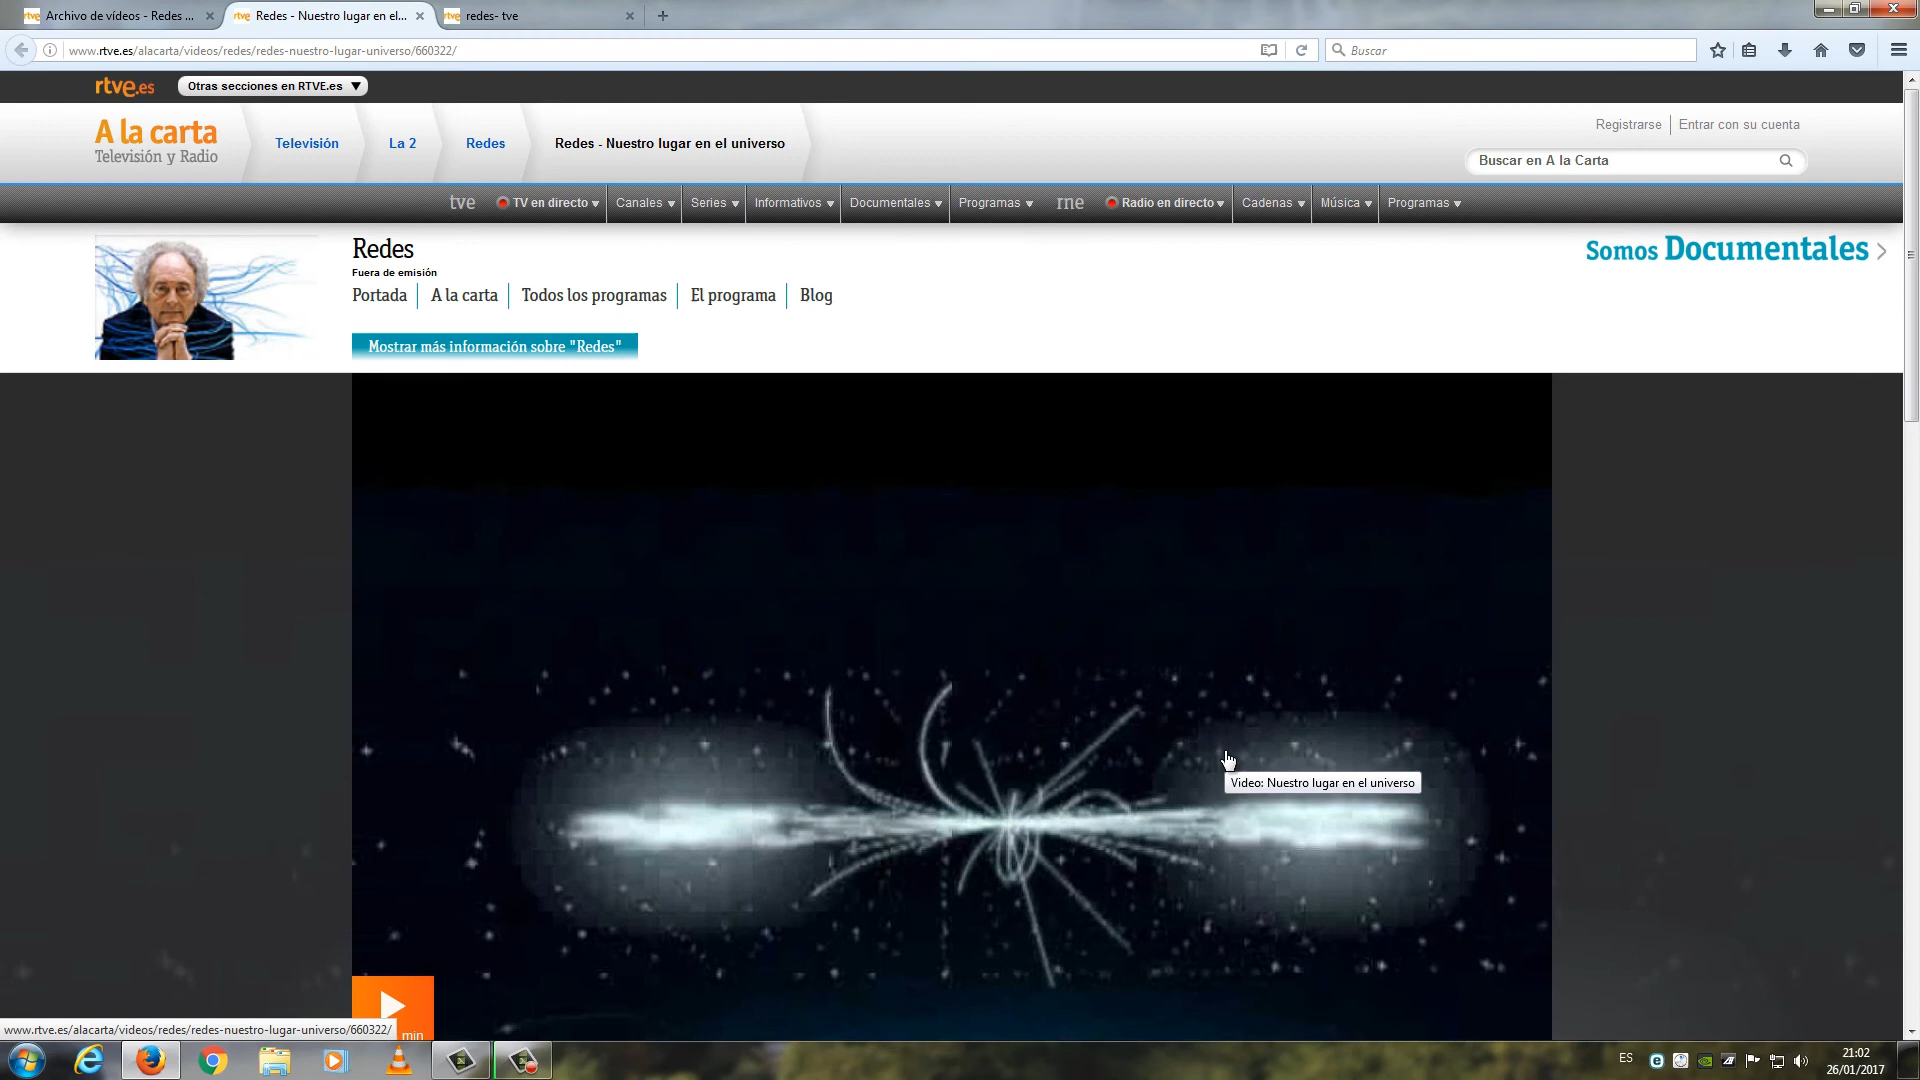 Archivo de vídeos - Redes ...
Redes - Nuestro lugar en el...
redes- tve
www.rtve.es/alacarta/videos/redes/redes-nuestro-lugar-universo/660322/
Buscar
rtve.es
Otras secciones en RTVE.es ▼
A la carta
Televisión y Radio
Televisión
La 2
Redes
Redes - Nuestro lugar en el universo
Registrarse
Entrar con su cuenta
Buscar en A la Carta
tve
TV en directo
Canales
Series
Informativos
Documentales
Programas
rne
Radio en directo
Cadenas
Música
Programas
Redes
Fuera de emisión
Portada
A la carta
Todos los programas
El programa
Blog
Somos Documentales
Mostrar más información sobre "Redes"
Video: Nuestro lugar en el universo
min
www.rtve.es/alacarta/videos/redes/redes-nuestro-lugar-universo/660322/
ES
21:02
26/01/2017